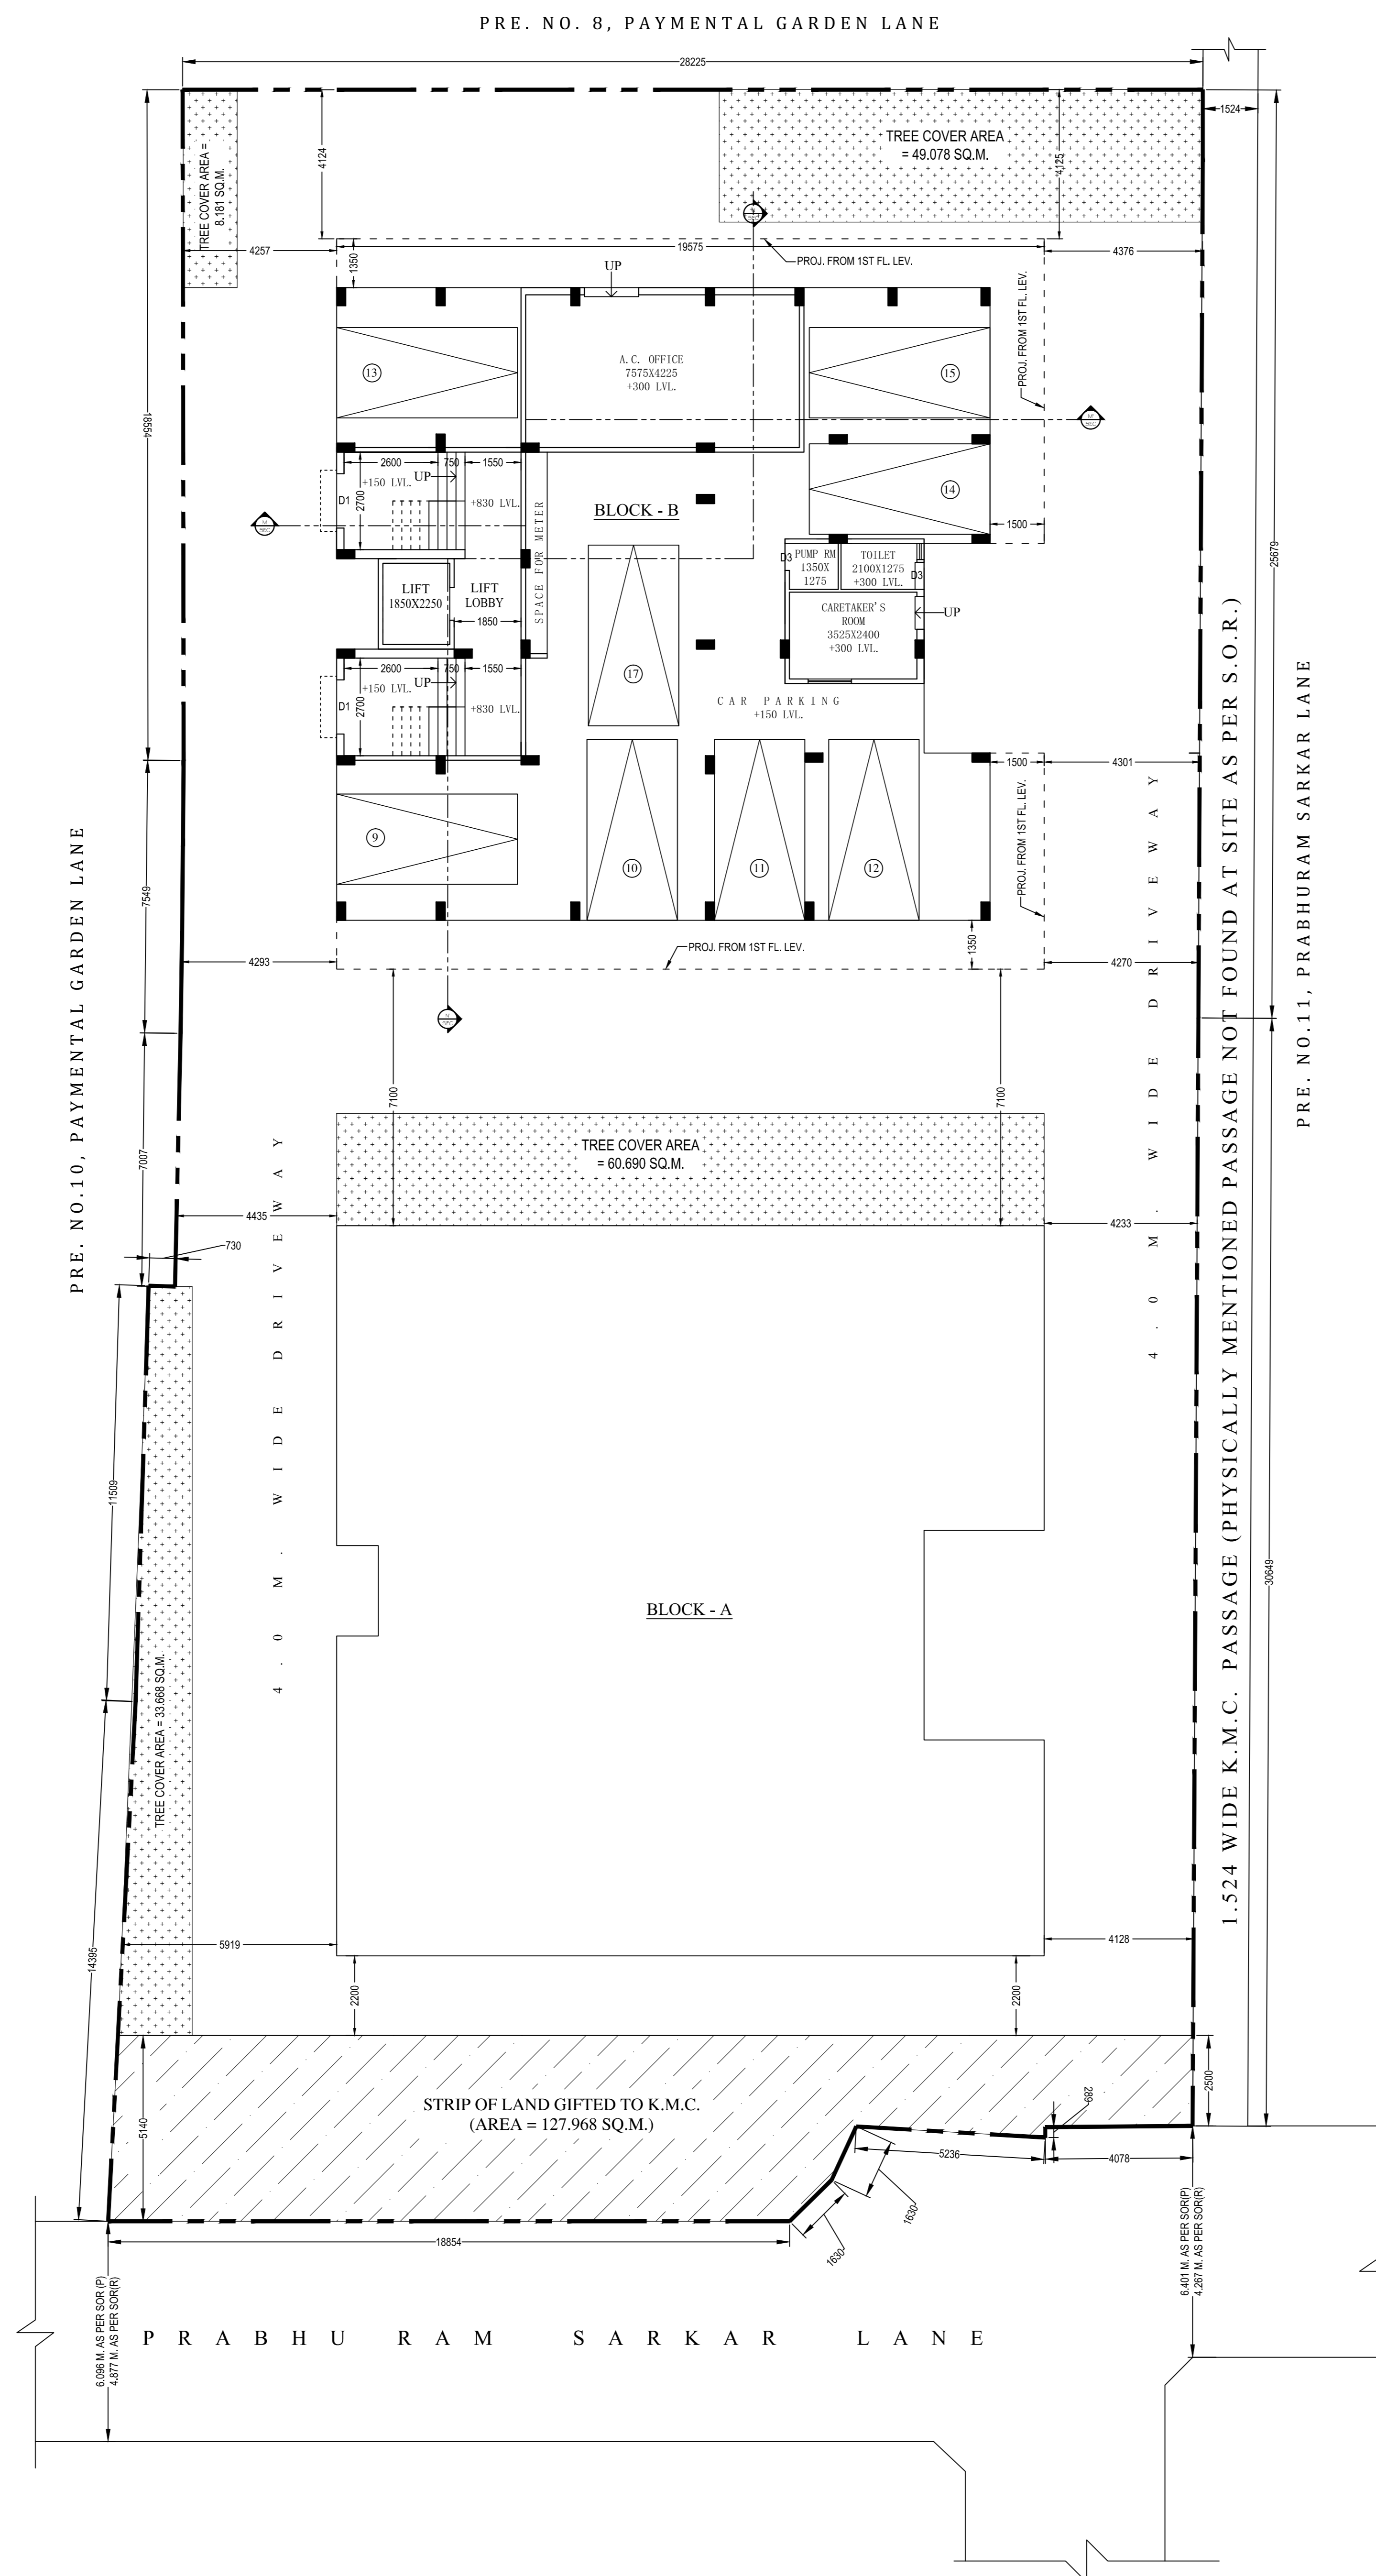 PRE. NO. 8, PAYMENTAL GARDEN LANE
28225
1524
TREE COVER AREA =
8.181 SQ.M.
4124
TREE COVER AREA
= 49.078 SQ.M.
4125
4257
1350
19575
PROJ. FROM 1ST FL. LEV.
4376
UP
PROJ. FROM 1ST FL. LEV.
A.C. OFFICE
7575X4225
+300 LVL.
13
15
18554
2600
750
1550
+150 LVL.
UP
D1
2700
+830 LVL.
SPACE FOR METER
BLOCK - B
14
1500
D3
PUMP RM
1350X
1275
TOILET
2100X1275
+300 LVL.
D3
LIFT
1850X2250
LIFT
LOBBY
1850
CARETAKER'S
ROOM
3525X2400
+300 LVL.
UP
25679
2600
750
1550
+150 LVL.
UP
D1
2700
+830 LVL.
17
CAR PARKING
+150 LVL.
1500
4301
PROJ. FROM 1ST FL. LEV.
9
10
11
12
7549
PRE. NO.10, PAYMENTAL GARDEN LANE
PRE. NO.11, PRABHURAM SARKAR LANE
1.524 WIDE K.M.C. PASSAGE (PHYSICALLY MENTIONED PASSAGE NOT FOUND AT SITE AS PER S.O.R.)
4293
PROJ. FROM 1ST FL. LEV.
1350
4270
7100
7100
4.0 M. WIDE DRIVEWAY
4.0 M. WIDE DRIVEWAY
7007
TREE COVER AREA
= 60.690 SQ.M.
4435
4233
730
11509
30649
BLOCK - A
TREE COVER AREA = 33.668 SQ.M.
14395
5919
4128
2200
2200
5140
STRIP OF LAND GIFTED TO K.M.C.
(AREA = 127.968 SQ.M.)
289
2500
5236
4078
1630
1630
18854
6.096 M. AS PER SOR (P)
4.877 M. AS PER SOR(R)
6.401 M. AS PER SOR(P)
4.267 M. AS PER SOR(R)
PRABHU RAM SARKAR LANE